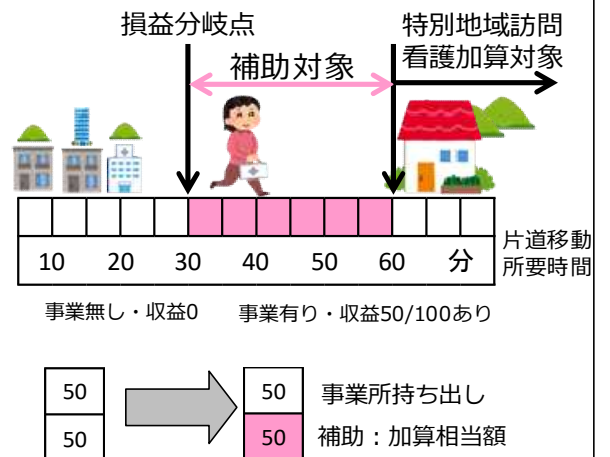 損益分岐点
特別地域訪問
看護加算対象
補助対象
10 20 30 40 50 60 分
片道移動
所要時間
事業無し・収益0
事業有り・収益50/100あり
50
50
50
50
事業所持ち出し
補助：加算相当額